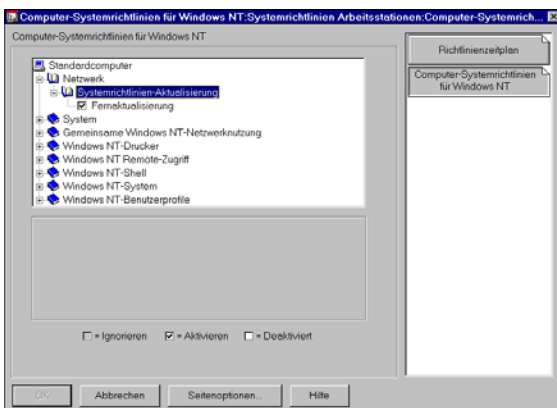 Computer-Systemrichtlinien für Windows NT:Systemrichtlinien Arbeitsstationen:Computer-Systemrich...
Computer-Systemrichtlinien für Windows NT
Standardcomputer
Netzwerk
Systemrichtlinien-Aktualisierung
Fernaktualisierung
System
Gemeinsame Windows NT-Netzwerknutzung
Windows NT-Drucker
Windows NT Remote-Zugriff
Windows NT-Shell
Windows NT-System
Windows NT-Benutzerprofile
= Ignorieren = Aktivieren = Deaktiviert
Richtlinienzeitplan
Computer-Systemrichtlinien
für Windows NT
OK Abbrechen Seitenoptionen... Hilfe